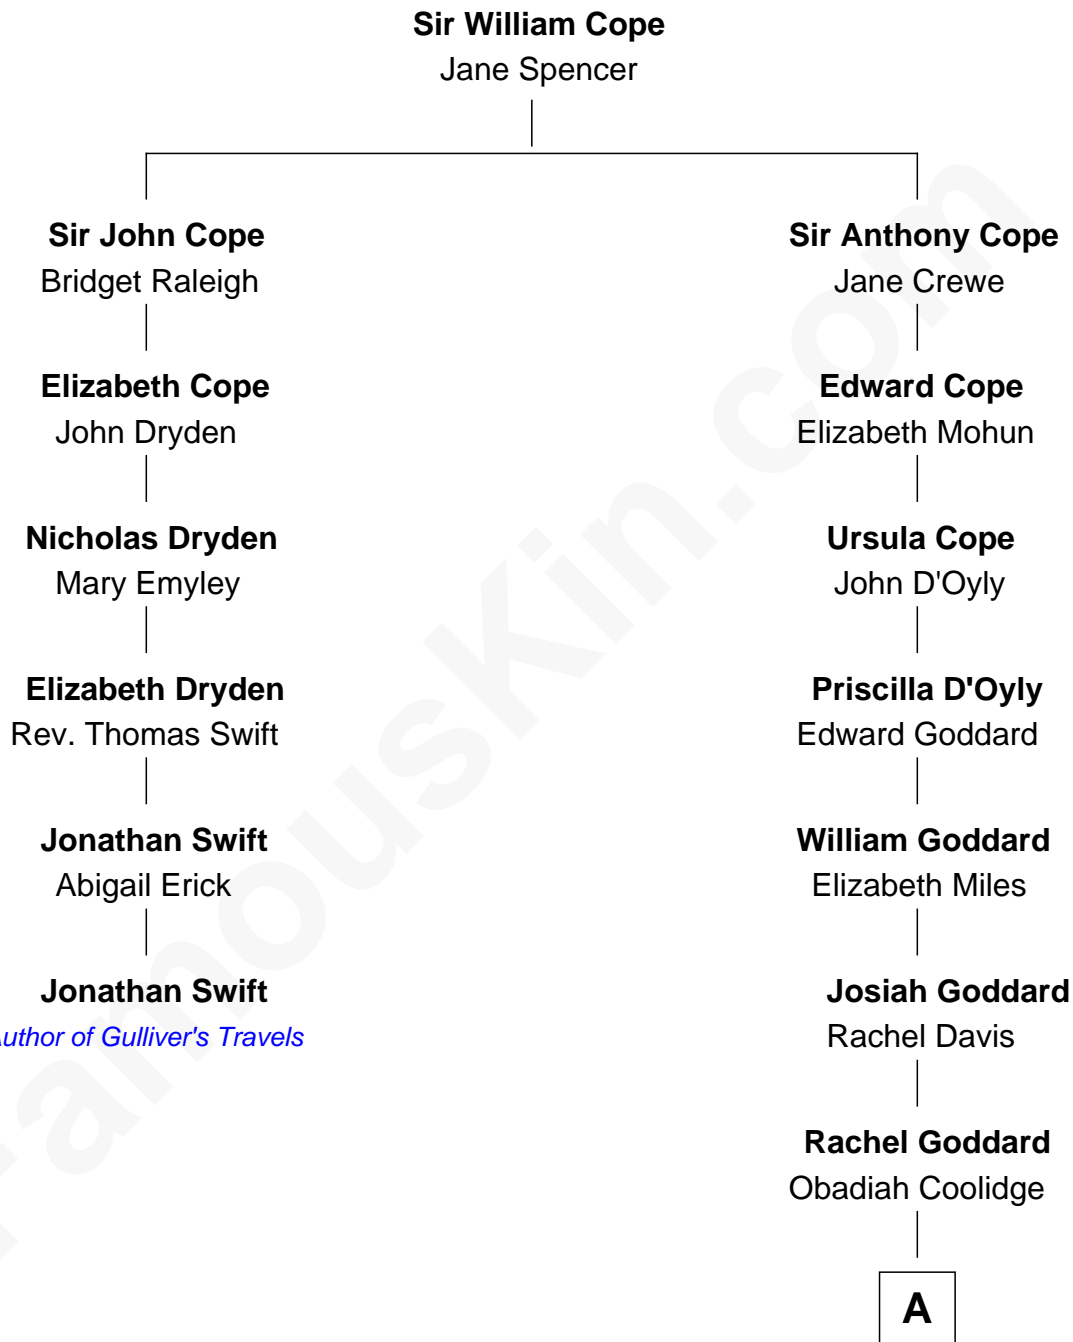 Sir William Cope
Jane Spencer
Sir John Cope
Bridget Raleigh
Sir Anthony Cope
Jane Crewe
Elizabeth Cope
John Dryden
Edward Cope
Elizabeth Mohun
Nicholas Dryden
Mary Emyley
Ursula Cope
John D'Oyly
Elizabeth Dryden
Rev. Thomas Swift
Priscilla D'Oyly
Edward Goddard
Jonathan Swift
Abigail Erick
William Goddard
Elizabeth Miles
Jonathan Swift
Author of Gulliver's Travels
Josiah Goddard
Rachel Davis
Rachel Goddard
Obadiah Coolidge
A
FamousKin.com